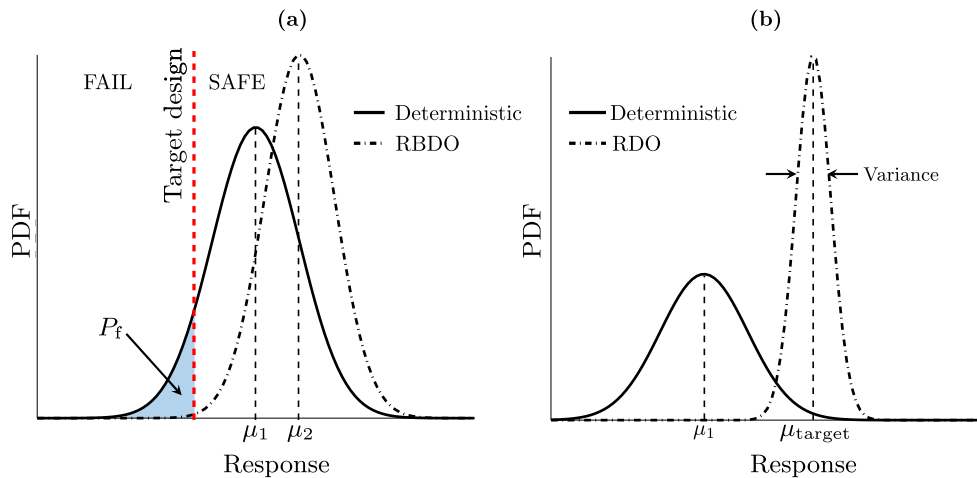 (a)
FAIL
SAFE
Target design
Deterministic
RBDO
PDF
P_f
μ_1
μ_2
Response
(b)
Deterministic
RDO
Variance
PDF
μ_1
μ_target
Response